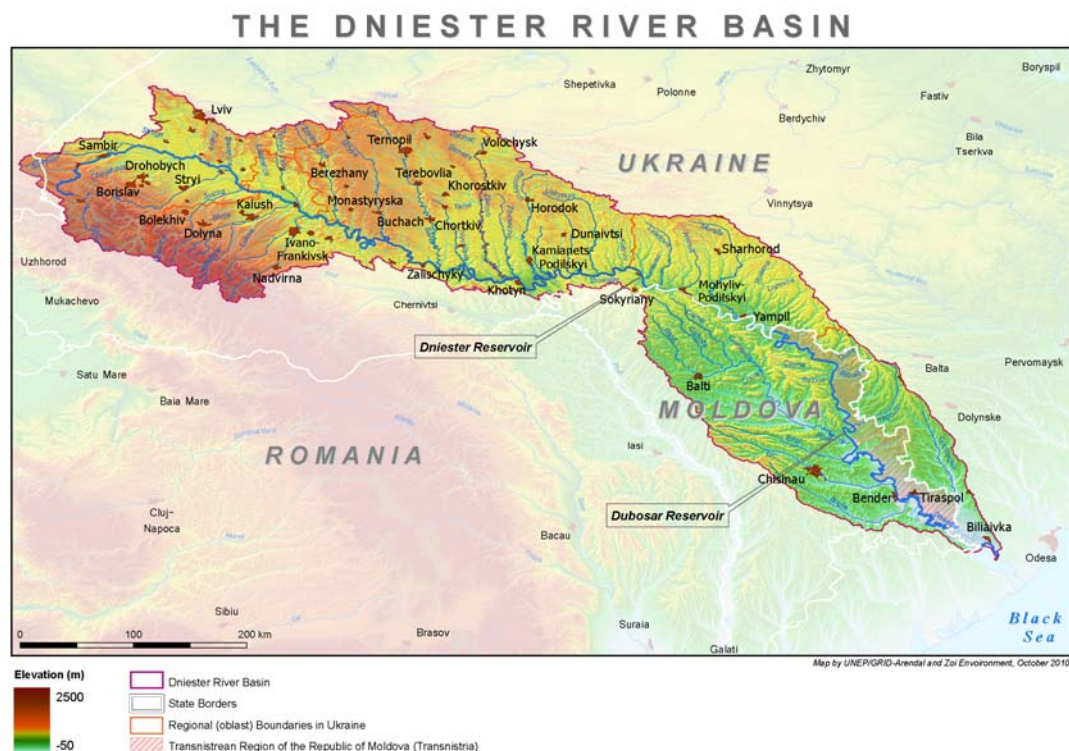 THE DNIESTER RIVER BASIN
Zhytomyr
Boryspil
Shepetivka
Polonne
Fastiv
Berdychiv
Lviv
Bila
Tserkva
Sambir
Ternopil
Volochysk
UKRAINE
Drohobych
Berezhany
Terebovlia
Borislav
Stryi
Khorostkiv
Vinnytsya
Monastyryska
Kalush
Horodok
Bolekhiv
Buchach
Chortkiv
Dolyna
Dunaivtsi
Ivano-
Frankivsk
Sharhorod
Kamianets
Podilskyi
Uzhhorod
Nadvirna
Zalischyky
Mohyliv-
Podilskyi
Khotyn
Mukachevo
Chernivtsi
Sokyriany
Yampil
Dniester Reservoir
Pervomaysk
Satu Mare
Balta
Balti
Baia Mare
MOLDOVA
Dolynske
Iasi
ROMANIA
Chisinau
Bender
Tiraspol
Cluj-
Napoca
Dubosar Reservoir
Biliaivka
Bacau
Odesa
Sibiu
Black
Sea
Suraia
Brasov
0 100 200 km
Galati
Map by UNEP/GRID-Arendal and Zoi Envoironment, October 2010
Elevation (m)
2500
-50
Dniester River Basin
State Borders
Regional (oblast) Boundaries in Ukraine
Transnistrean Region of the Republic of Moldova (Transnistria)